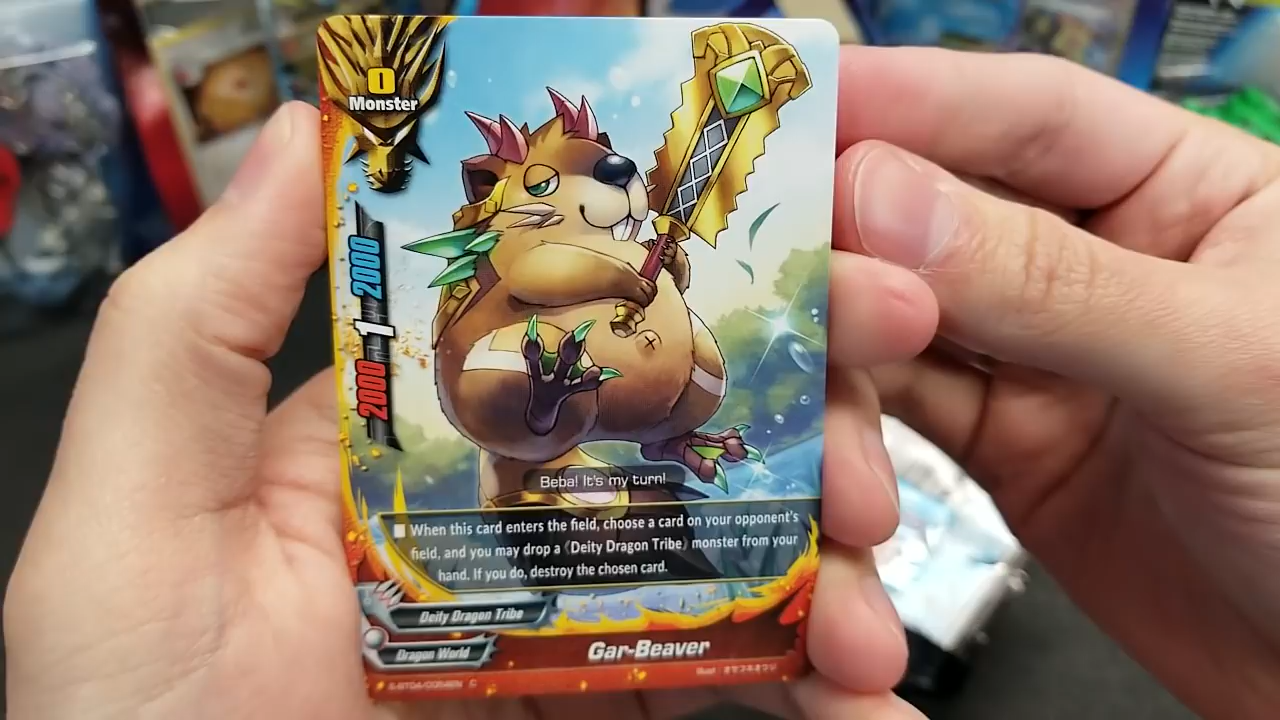 0
Monster
2000
1
2000
Beba! It's my turn!
■ When this card enters the field, choose a card on your opponent's
field, and you may drop a 《Deity Dragon Tribe》 monster from your
hand. If you do, destroy the chosen card.
Deity Dragon Tribe
Dragon World
Gar-Beaver